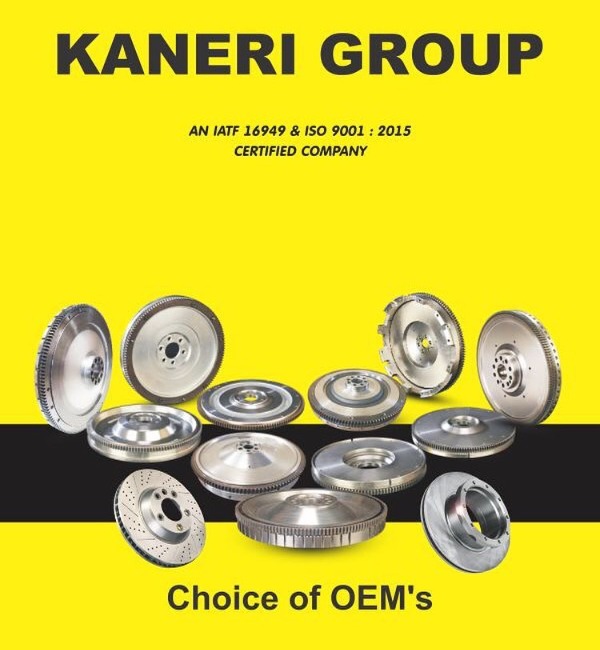 KANERI GROUP
AN IATF 16949 & ISO 9001 : 2015
CERTIFIED COMPANY
Choice of OEM's